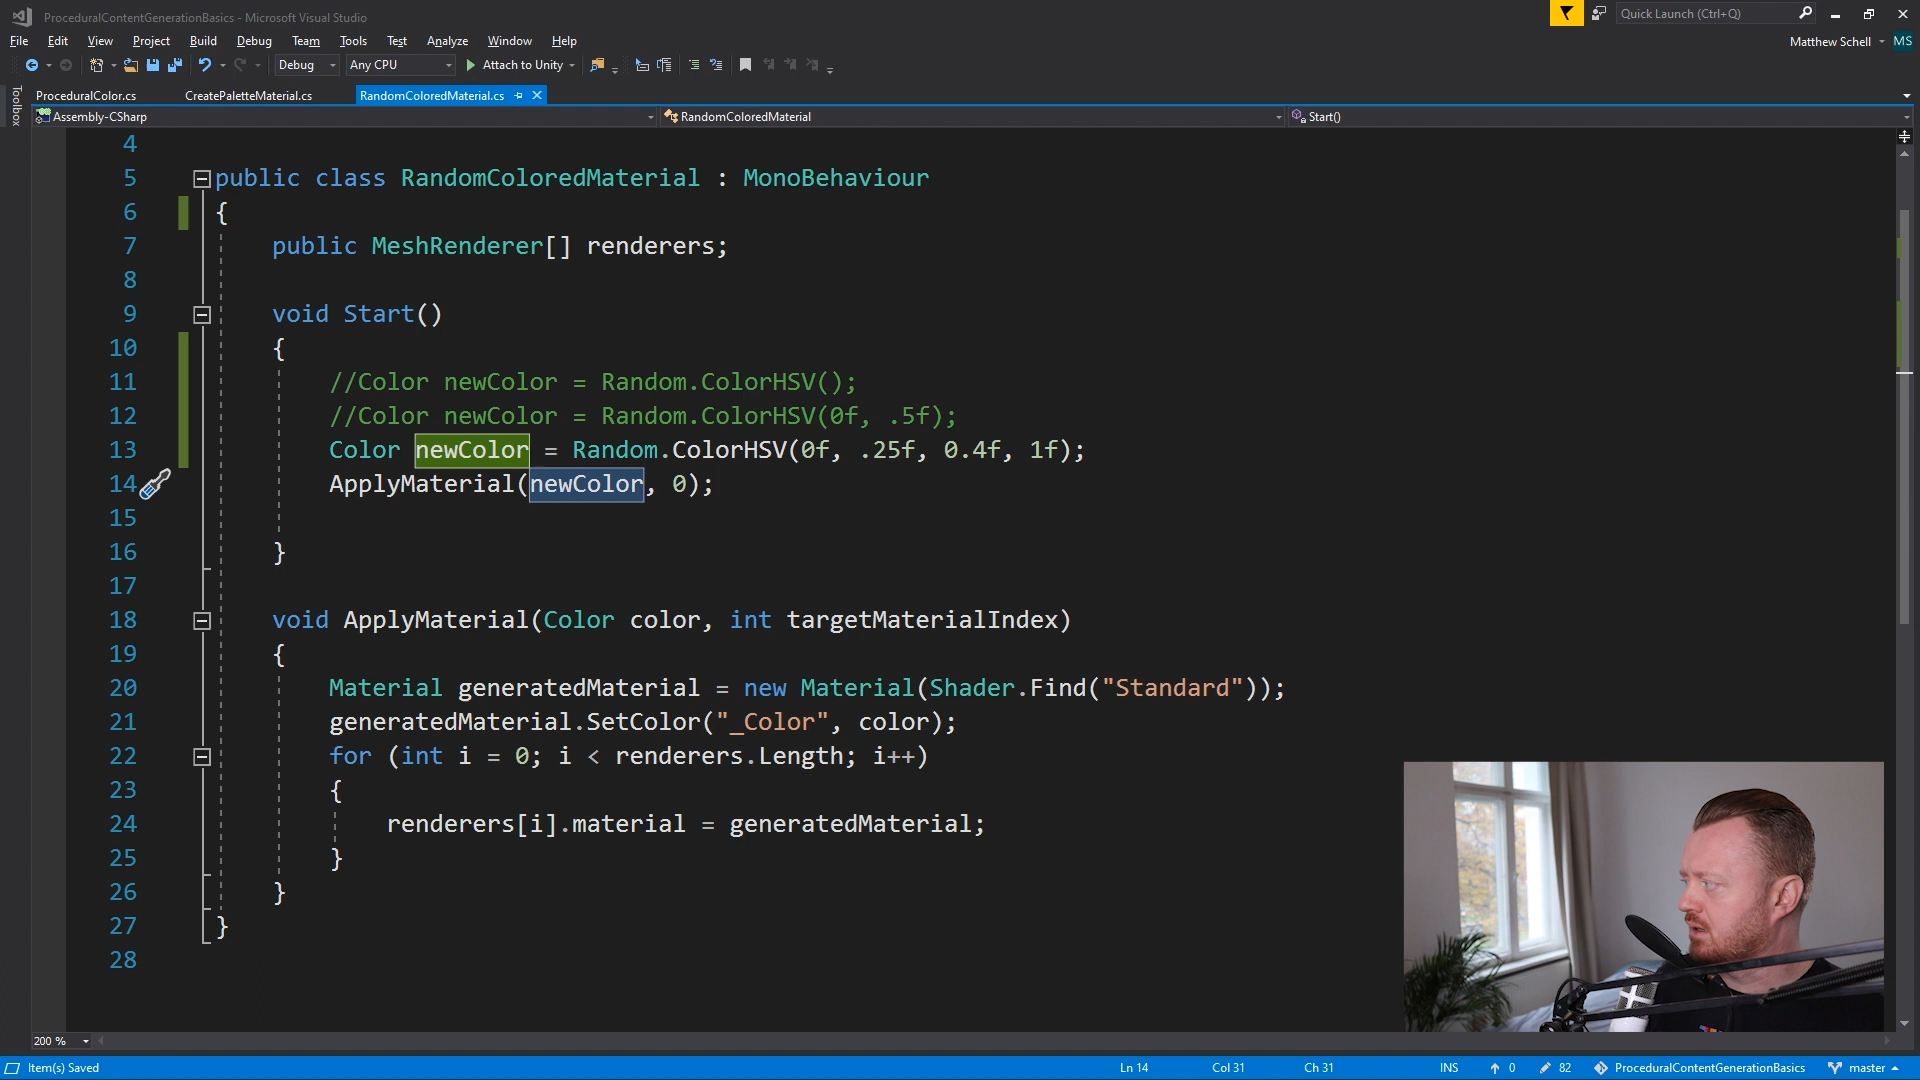 ProceduralContentGenerationBasics - Microsoft Visual Studio
Quick Launch (Ctrl+Q)
File Edit View Project Build Debug Team Tools Test Analyze Window Help
Matthew Schell MS
Debug Any CPU Attach to Unity
Toolbox
ProceduralColor.cs CreatePaletteMaterial.cs RandomColoredMaterial.cs
Assembly-CSharp RandomColoredMaterial Start()
4
5 public class RandomColoredMaterial : MonoBehaviour
6 {
7 public MeshRenderer[] renderers;
8
9 void Start()
10 {
11 //Color newColor = Random.ColorHSV();
12 //Color newColor = Random.ColorHSV(0f, .5f);
13 Color newColor = Random.ColorHSV(0f, .25f, 0.4f, 1f);
14 ApplyMaterial(newColor, 0);
15
16 }
17
18 void ApplyMaterial(Color color, int targetMaterialIndex)
19 {
20 Material generatedMaterial = new Material(Shader.Find("Standard"));
21 generatedMaterial.SetColor("_Color", color);
22 for (int i = 0; i < renderers.Length; i++)
23 {
24 renderers[i].material = generatedMaterial;
25 }
26 }
27 }
28
200 %
Item(s) Saved Ln 14 Col 31 Ch 31 INS 0 82 ProceduralContentGenerationBasics master